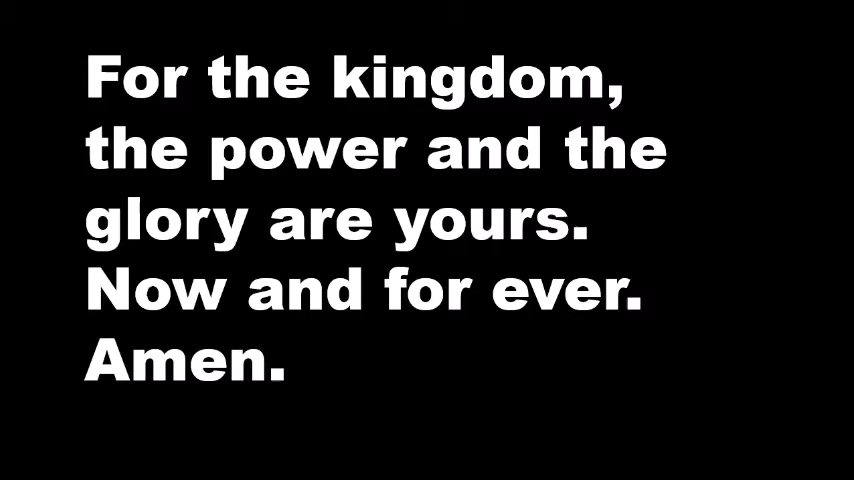 For the kingdom,
the power and the
glory are yours.
Now and for ever.
Amen.